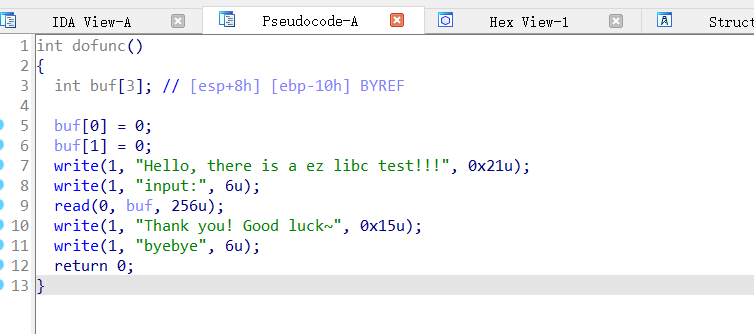 IDA View-A Pseudocode-A Hex View-1 A Struct
1 int dofunc()
2 {
3 int buf[3]; // [esp+8h] [ebp-10h] BYREF
4
5 buf[0] = 0;
6 buf[1] = 0;
7 write(1, "Hello, there is a ez libc test!!!", 0x21u);
8 write(1, "input:", 6u);
9 read(0, buf, 256u);
10 write(1, "Thank you! Good luck~", 0x15u);
11 write(1, "byebye", 6u);
12 return 0;
13 }